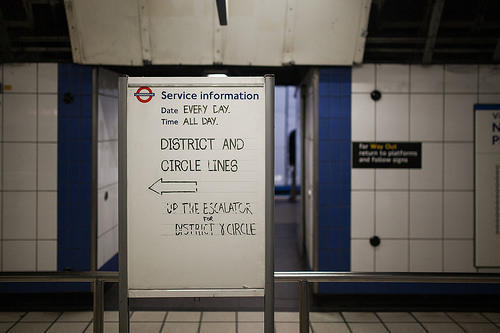 Service information
Date EVERY DAY.
Time ALL DAY.
DISTRICT AND
CIRCLE LINES
UP THE ESCALATOR
FOR
DISTRICT & CIRCLE
for Way Out
return to platforms
and follow signs